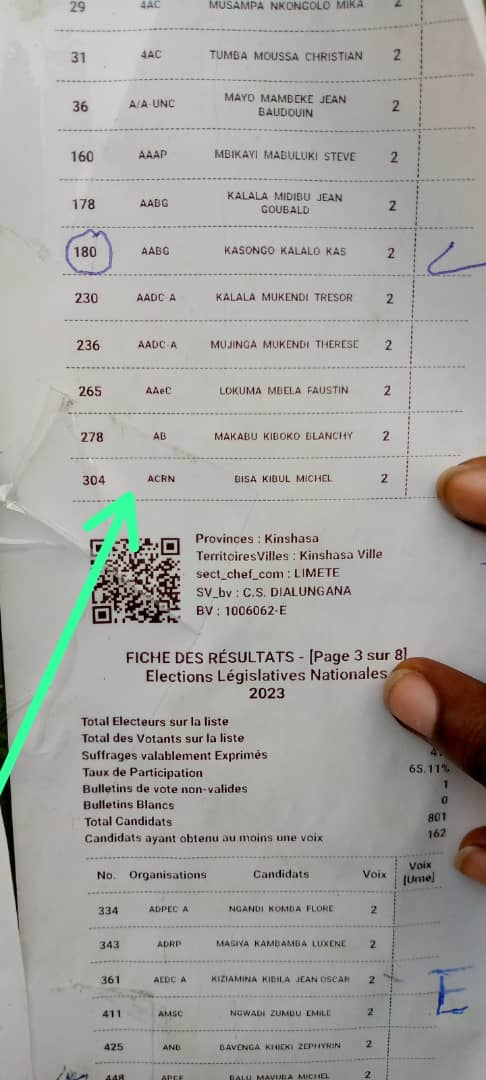 29 4AC MUSAMPA NKONGOLO MIKA 2
31 4AC TUMBA MOUSSA CHRISTIAN 2
36 A/A-UNC MAYO MAMBEKE JEAN BAUDOUIN 2
160 AAAP MBIKAYI MABULUKI STEVE 2
178 AABG KALALA MIDIBU JEAN GOUBALD 2
180 AABG KASONGO KALALO KAS 2
230 AADC A KALALA MUKENDI TRESOR 2
236 AADC-A MUJINGA MUKENDI THERESE 2
265 AAeC LOKUMA MBELA FAUSTIN 2
278 AB MAKABU KIBOKO BLANCHY 2
304 ACRN BISA KIBUL MICHEL 2
Provinces : Kinshasa
TerritoiresVilles : Kinshasa Ville
sect_chef_com : LIMETE
SV_bv : C.S. DIALUNGANA
BV : 1006062-E
FICHE DES RÉSULTATS - [Page 3 sur 8]
Elections Législatives Nationales
2023
Total Electeurs sur la liste
Total des Votants sur la liste
Suffrages valablement Exprimés
Taux de Participation 65.11%
Bulletins de vote non-valides 1
Bulletins Blancs 0
Total Candidats 801
Candidats ayant obtenu au moins une voix 162
No. Organisations Candidats Voix Voix [Urne]
334 ADPEC A NGANDI KOMBA FLORE 2
343 ADRP MASIYA KAMBAMBA LUXENE 2
361 AEDC A KIZIAMINA KIBILA JEAN OSCAR 2
E
411 AMSC NGWADI ZUMBU EMILE 2
425 ANB BAVENGA KHIEKI ZEPHYRIN 2
448 APCF BALU MAVUBA MICHEL 2